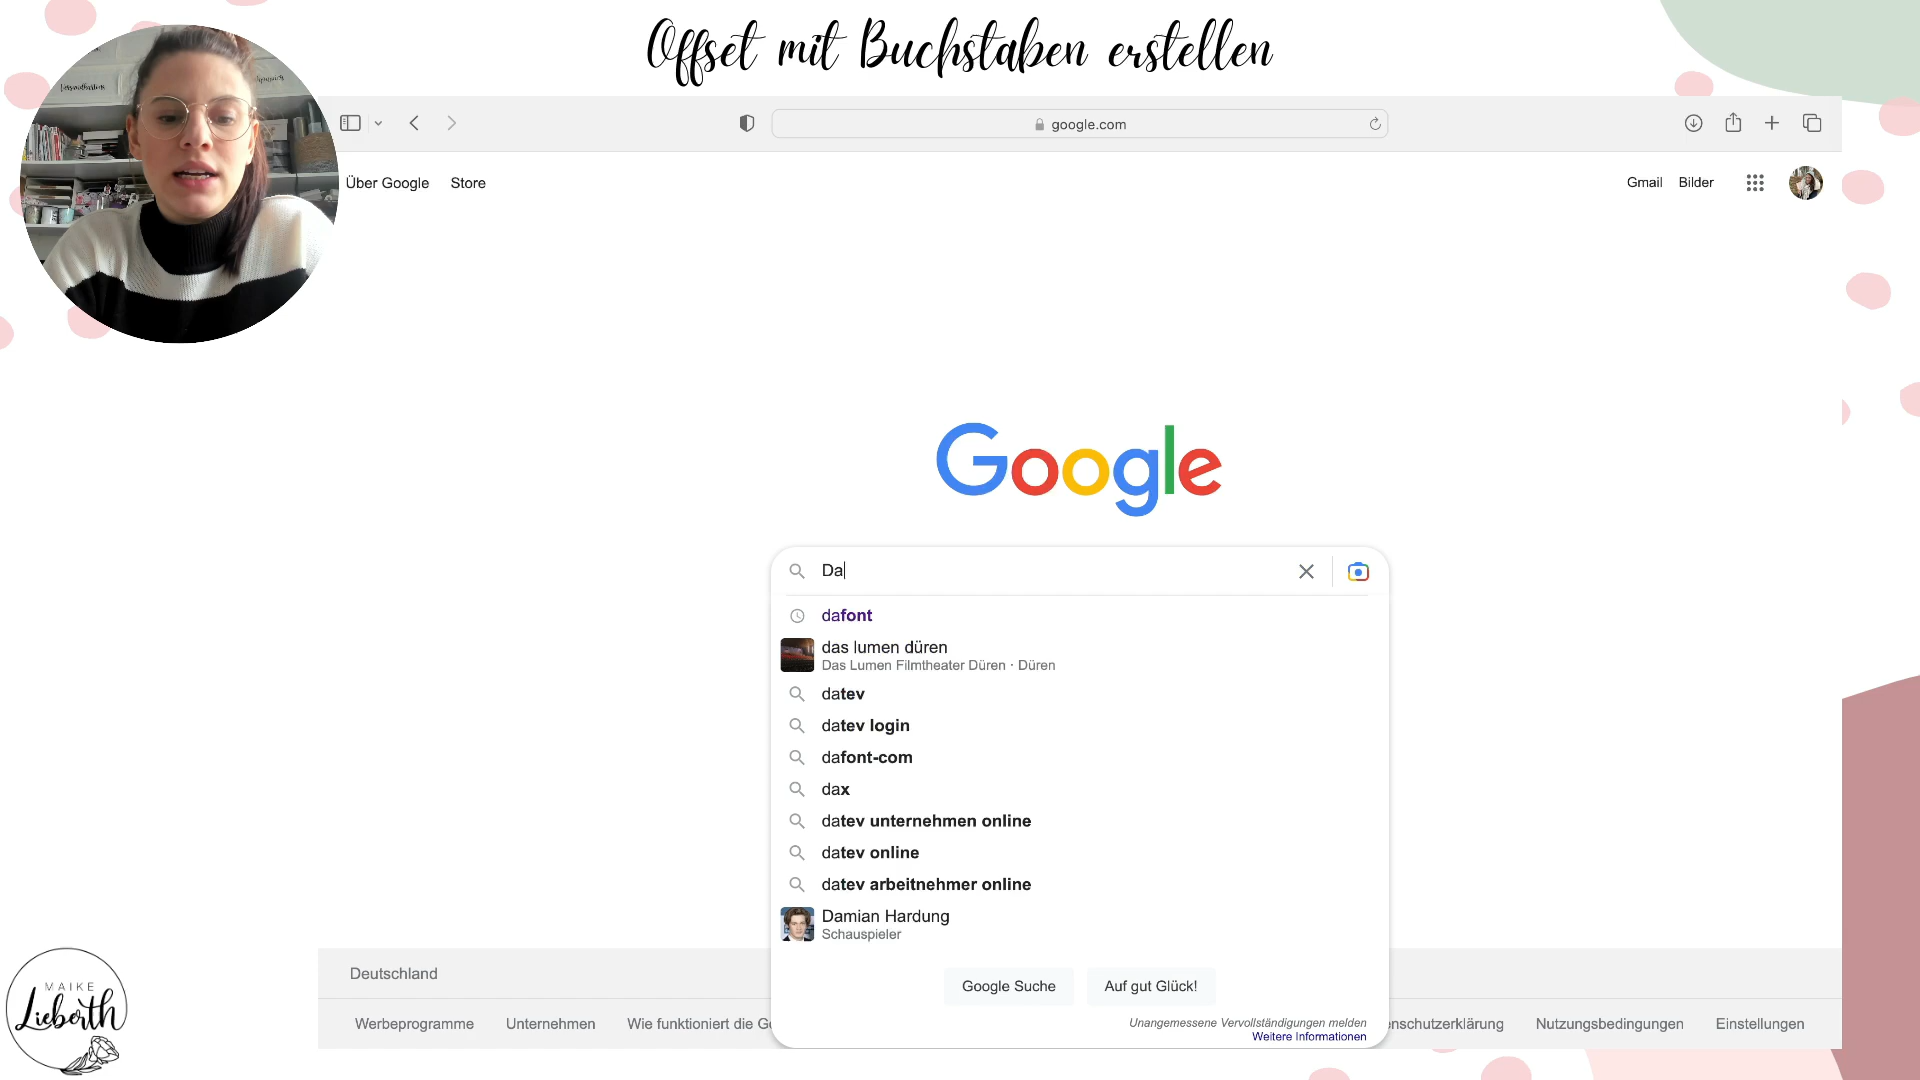 Offset mit Buchstaben erstellen
google.com
Über Google Store
Gmail Bilder
Google
Da
dafont
das lumen düren
Das Lumen Filmtheater Düren · Düren
datev
datev login
dafont-com
dax
datev unternehmen online
datev online
datev arbeitnehmer online
Damian Hardung
Schauspieler
Google Suche Auf gut Glück!
Unangemessene Vervollständigungen melden
Weitere Informationen
Deutschland
Werbeprogramme Unternehmen Wie funktioniert die enschutzerklärung Nutzungsbedingungen Einstellungen
MAIKE
Lieberth